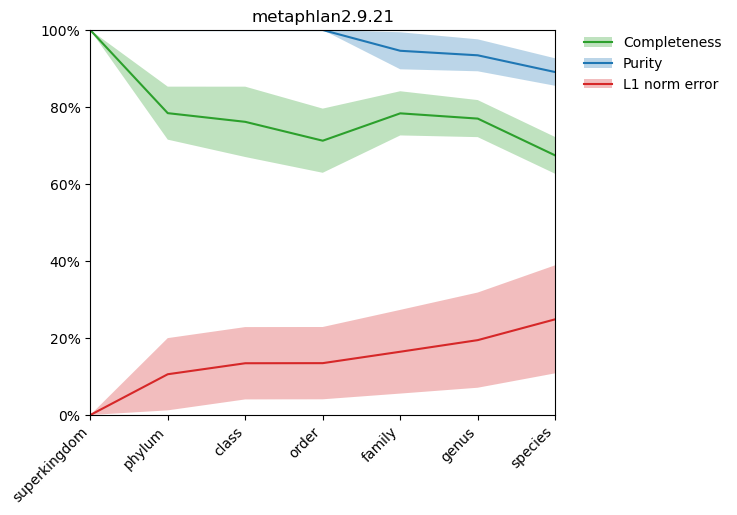 metaphlan2.9.21
100%
80%
60%
40%
20%
0%
superkingdom
phylum
class
order
family
genus
species
Completeness
Purity
L1 norm error